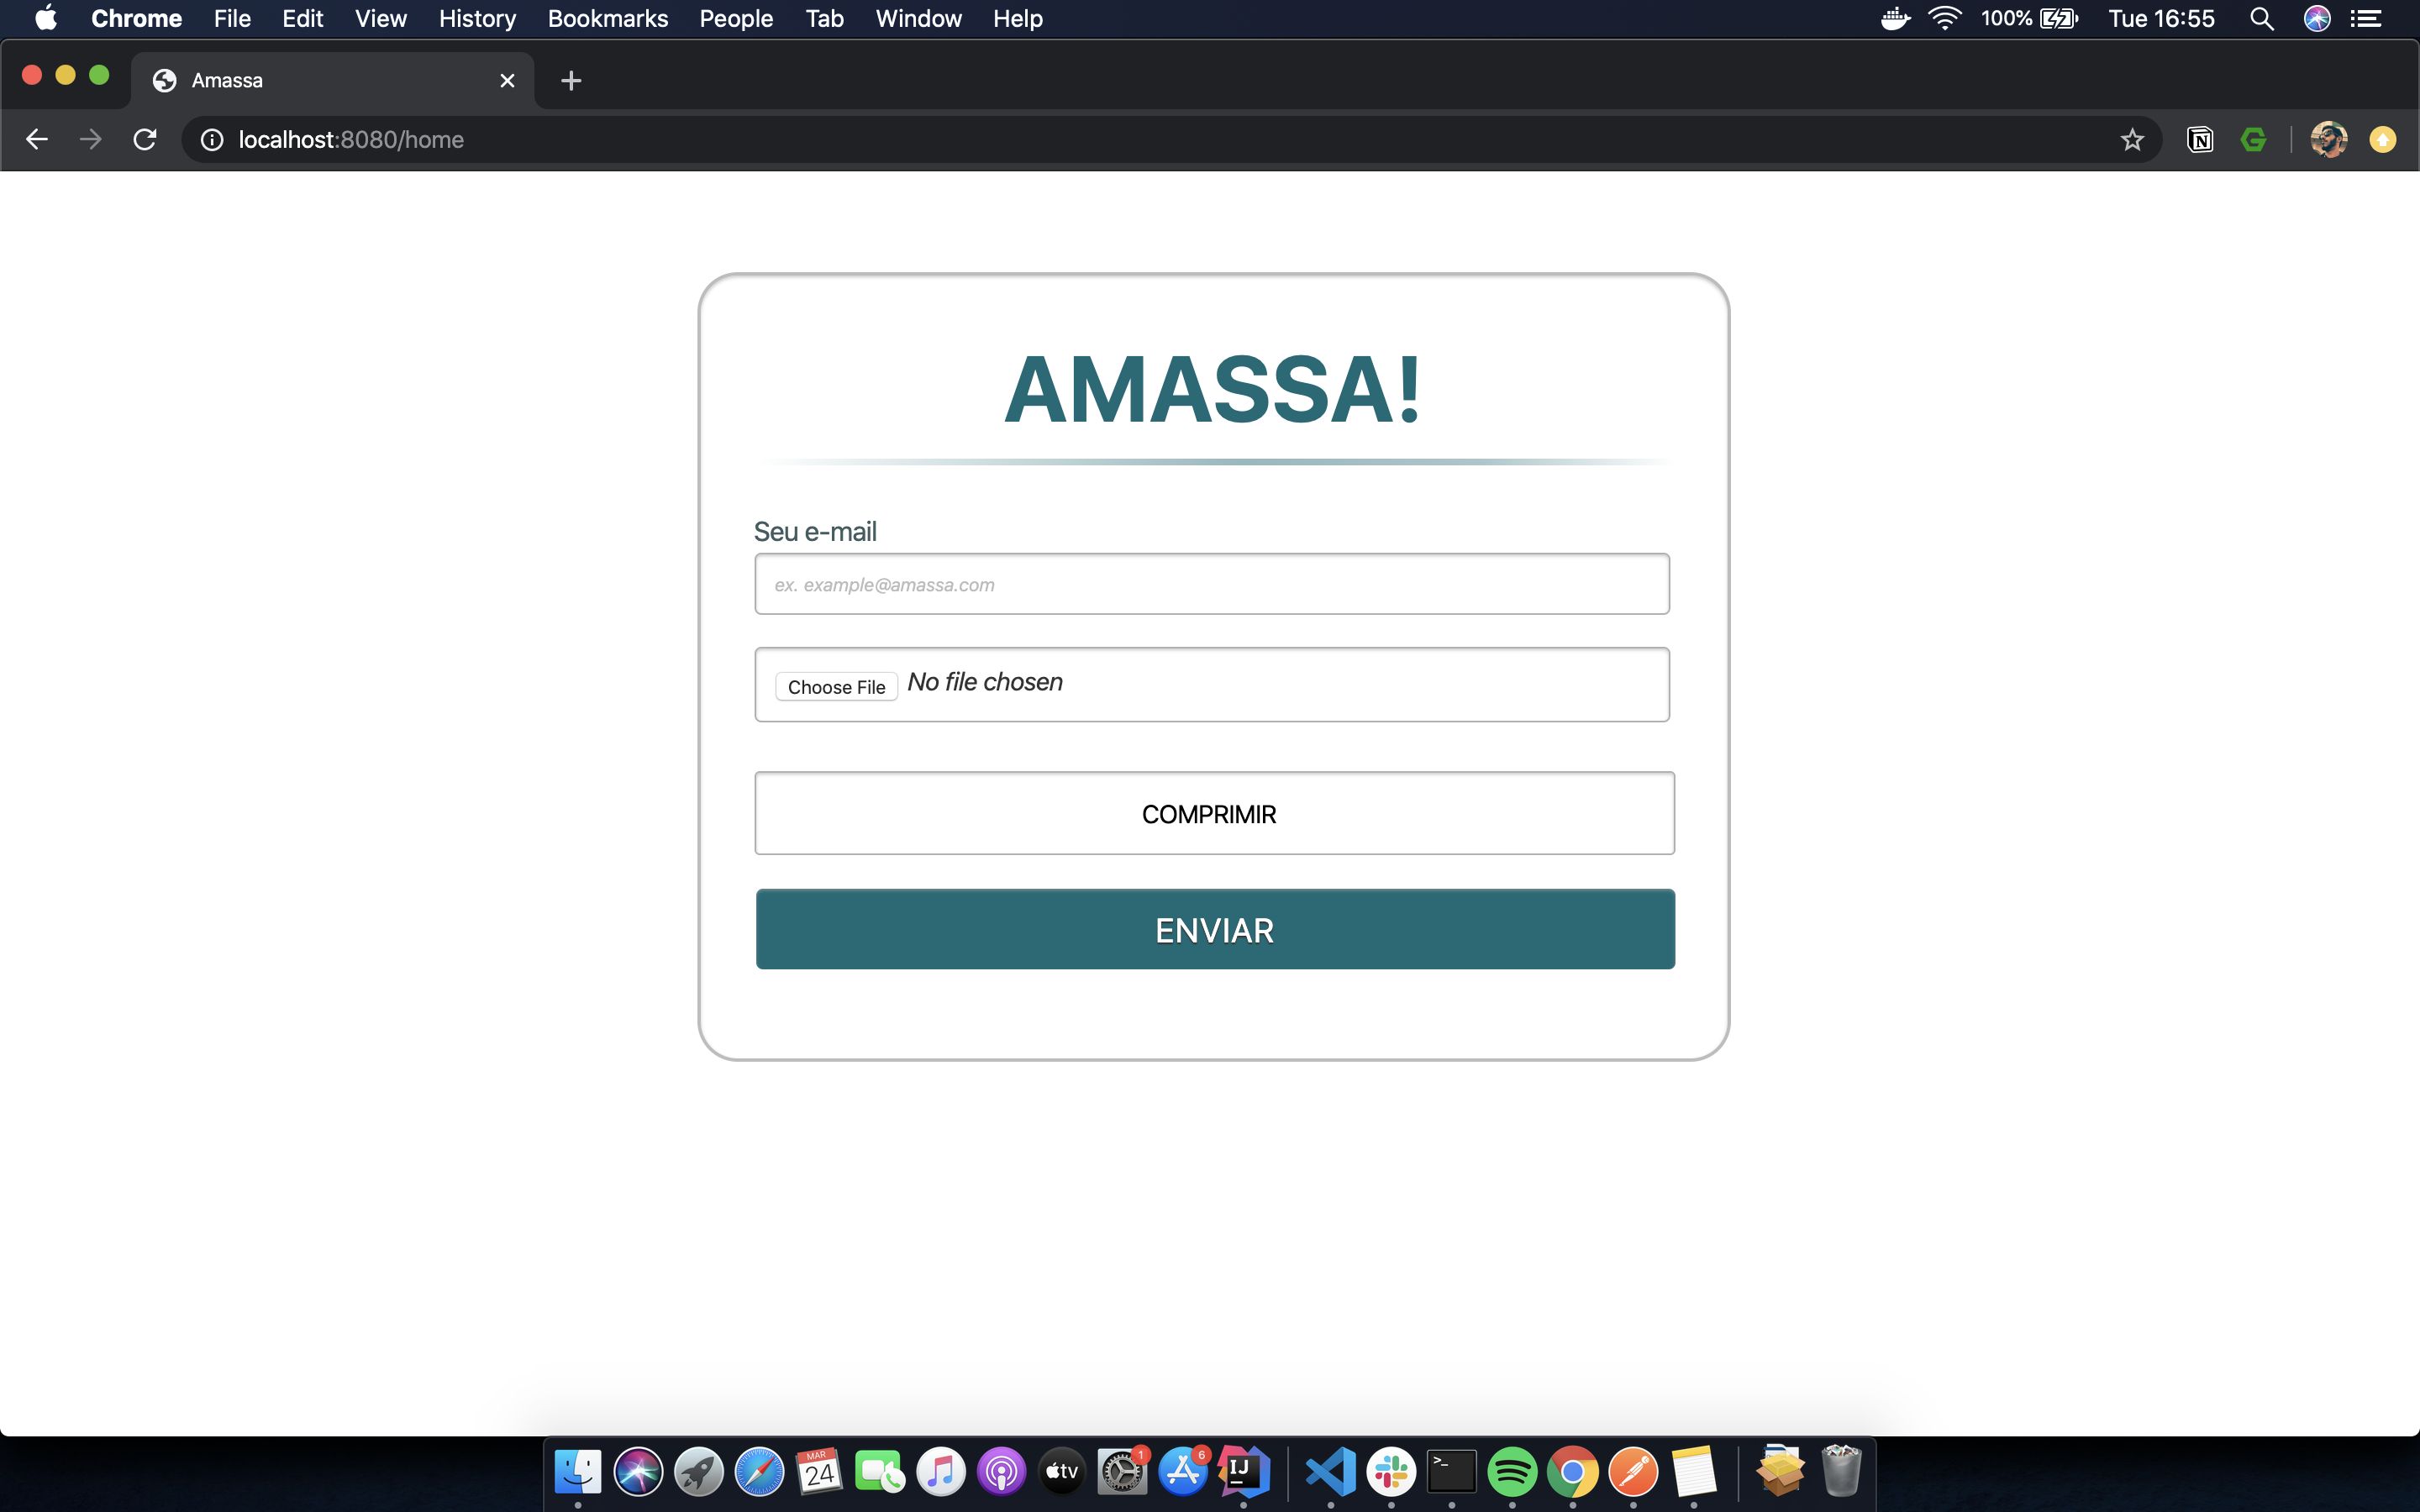 Chrome File Edit View History Bookmarks People Tab Window Help 100% Tue 16:55
Amassa
localhost:8080/home
AMASSA!
Seu e-mail
ex. example@amassa.com
Choose File No file chosen
COMPRIMIR
ENVIAR
MAR
24
tv
1
6
IJ
>_